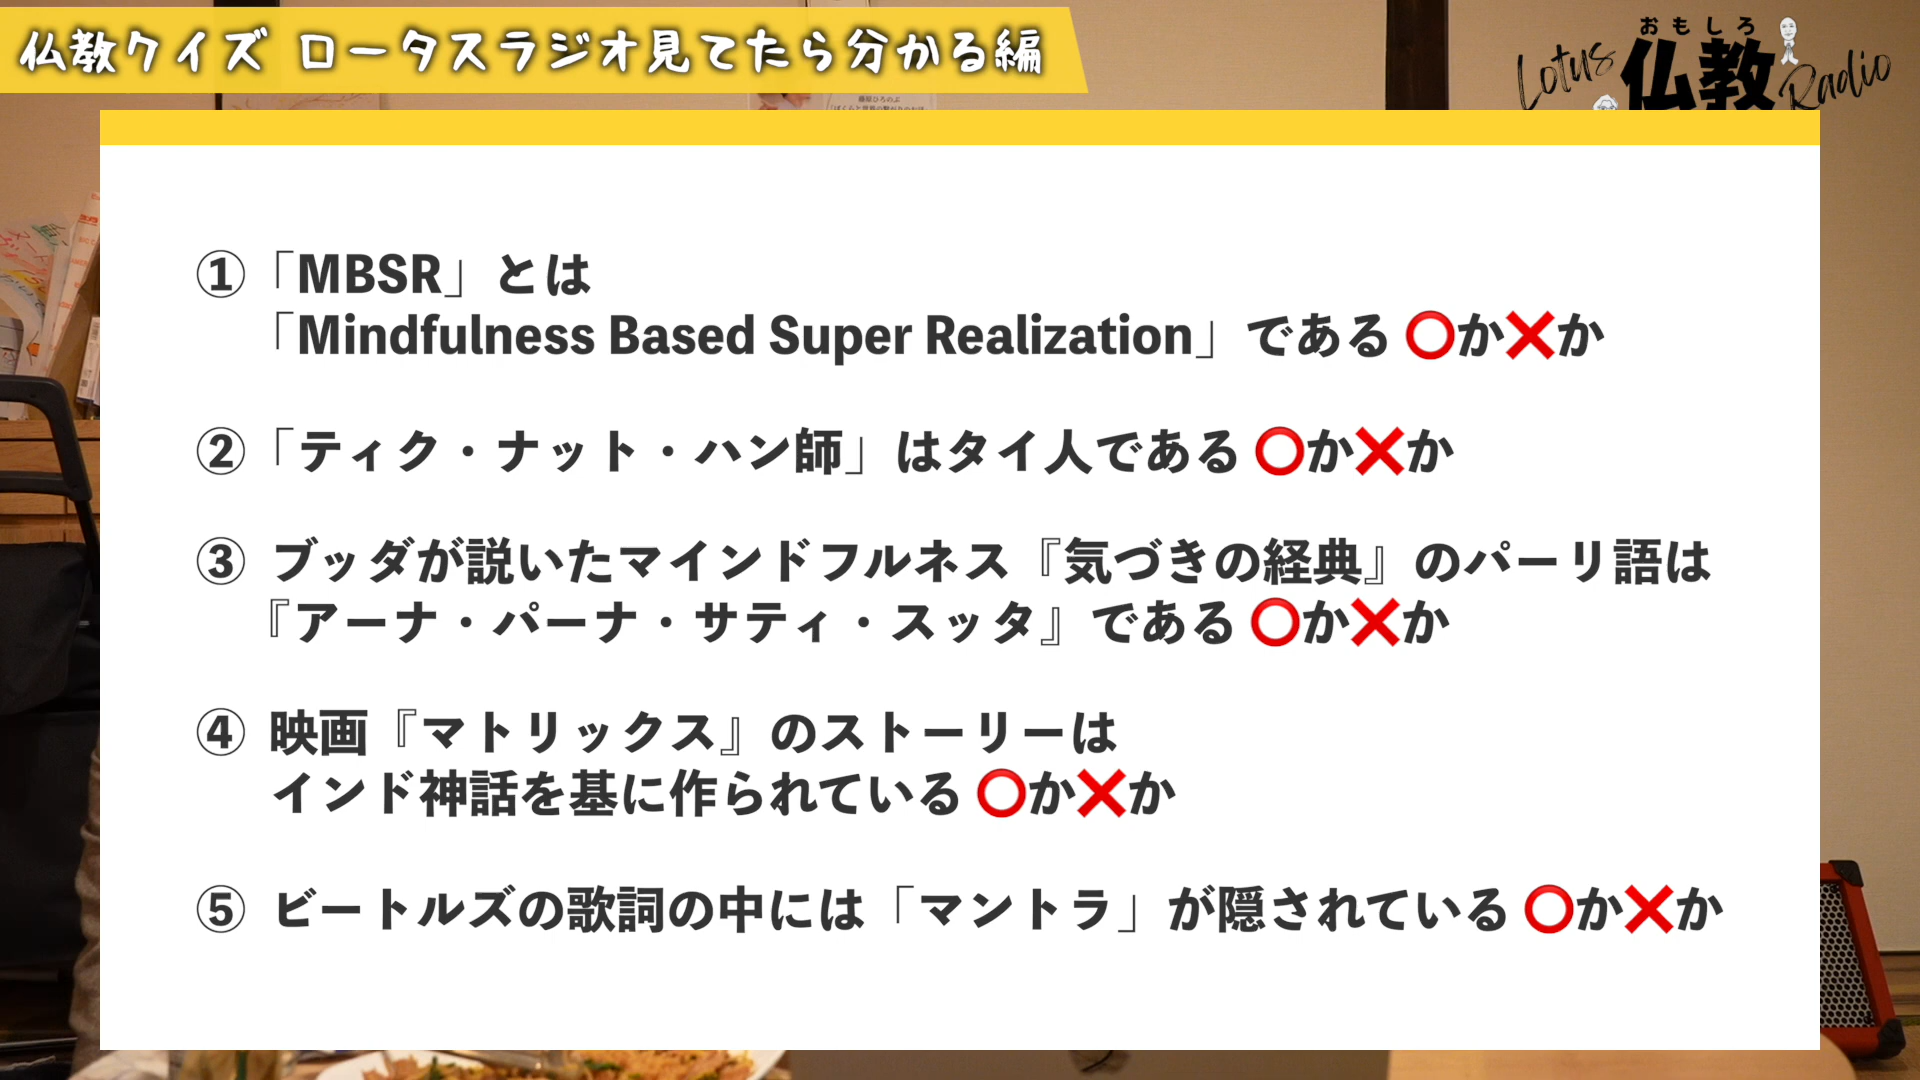 仏教クイズ ロータスラジオ見てたら分かる編
おもしろ
Lotus 仏教 Radio
①「MBSR」とは
「Mindfulness Based Super Realization」である ⭕か❌か
②「ティク・ナット・ハン師」はタイ人である ⭕か❌か
③ ブッダが説いたマインドフルネス『気づきの経典』のパーリ語は
『アーナ・パーナ・サティ・スッタ』である ⭕か❌か
④ 映画『マトリックス』のストーリーは
インド神話を基に作られている ⭕か❌か
⑤ ビートルズの歌詞の中には「マントラ」が隠されている ⭕か❌か